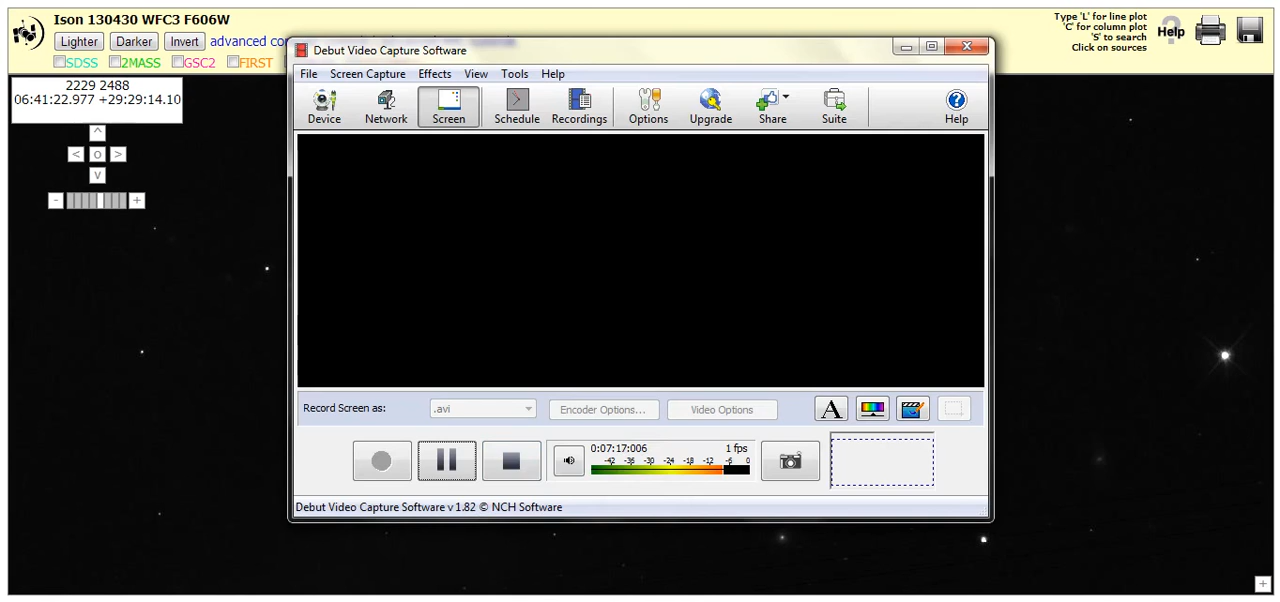 Ison 130430 WFC3 F606W
Lighter Darker Invert advanced co
SDSS 2MASS GSC2 FIRST
Type 'L' for line plot
'C' for column plot
'S' to search
Click on sources
Help
2229 2488
06:41:22.977 +29:29:14.10
^
< o >
v
- +
Debut Video Capture Software
File Screen Capture Effects View Tools Help
Device Network Screen Schedule Recordings Options Upgrade Share Suite Help
Record Screen as: .avi Encoder Options... Video Options A
0:07:17:006 1 fps
-42 -36 -30 -24 -18 -12 -6 0
Debut Video Capture Software v 1.82 © NCH Software
+